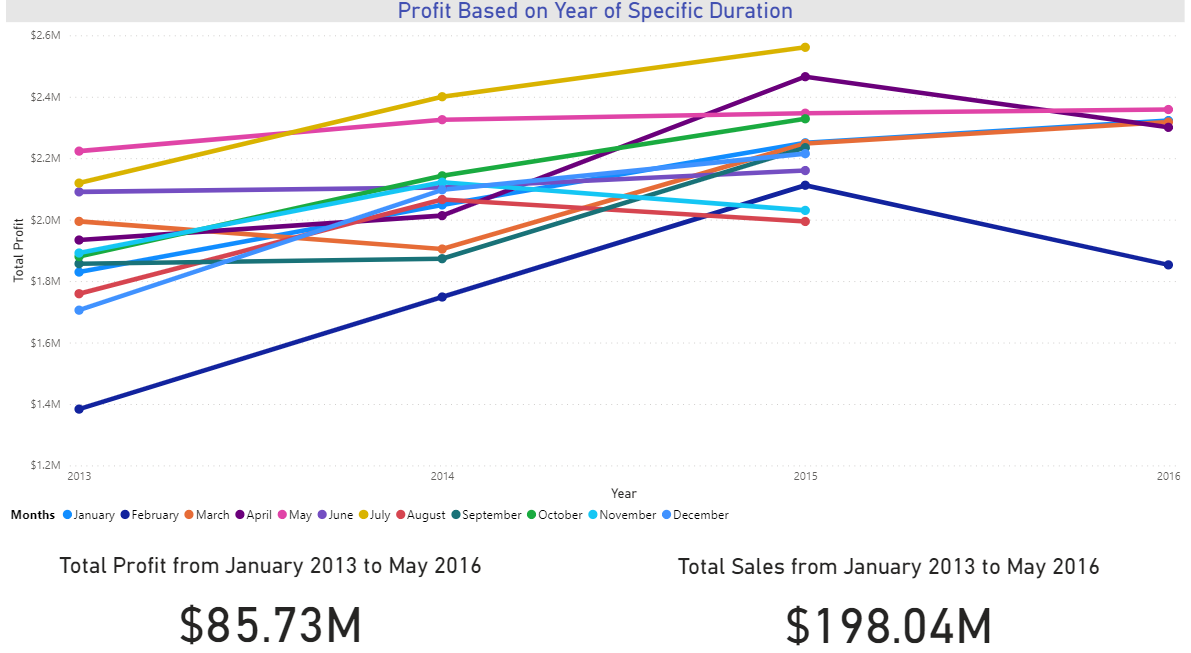 Profit Based on Year of Specific Duration
$2.6M
$2.4M
$2.2M
$2.0M
$1.8M
$1.6M
$1.4M
$1.2M
Total Profit
2013 2014 2015 2016
Year
Months January February March April May June July August September October November December
Total Profit from January 2013 to May 2016
$85.73M
Total Sales from January 2013 to May 2016
$198.04M